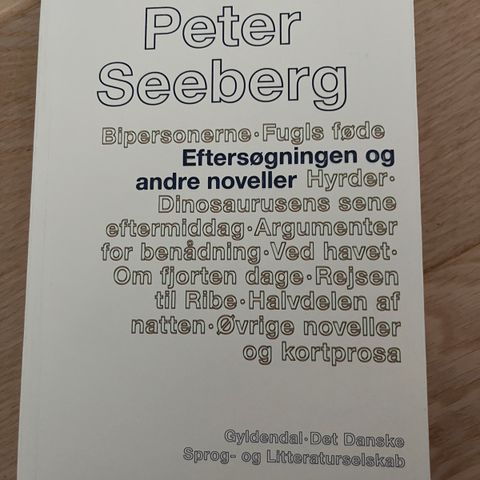 Peter
Seeberg
Bipersonerne·Fugls føde
Eftersøgningen og
andre noveller Hyrder·
Dinosaurusens sene
eftermiddag·Argumenter
for benådning·Ved havet·
Om fjorten dage·Rejsen
til Ribe·Halvdelen af
natten·Øvrige noveller
og kortprosa
Gyldendal·Det Danske
Sprog- og Litteraturselskab